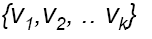 {V1,V2, .. Vk}